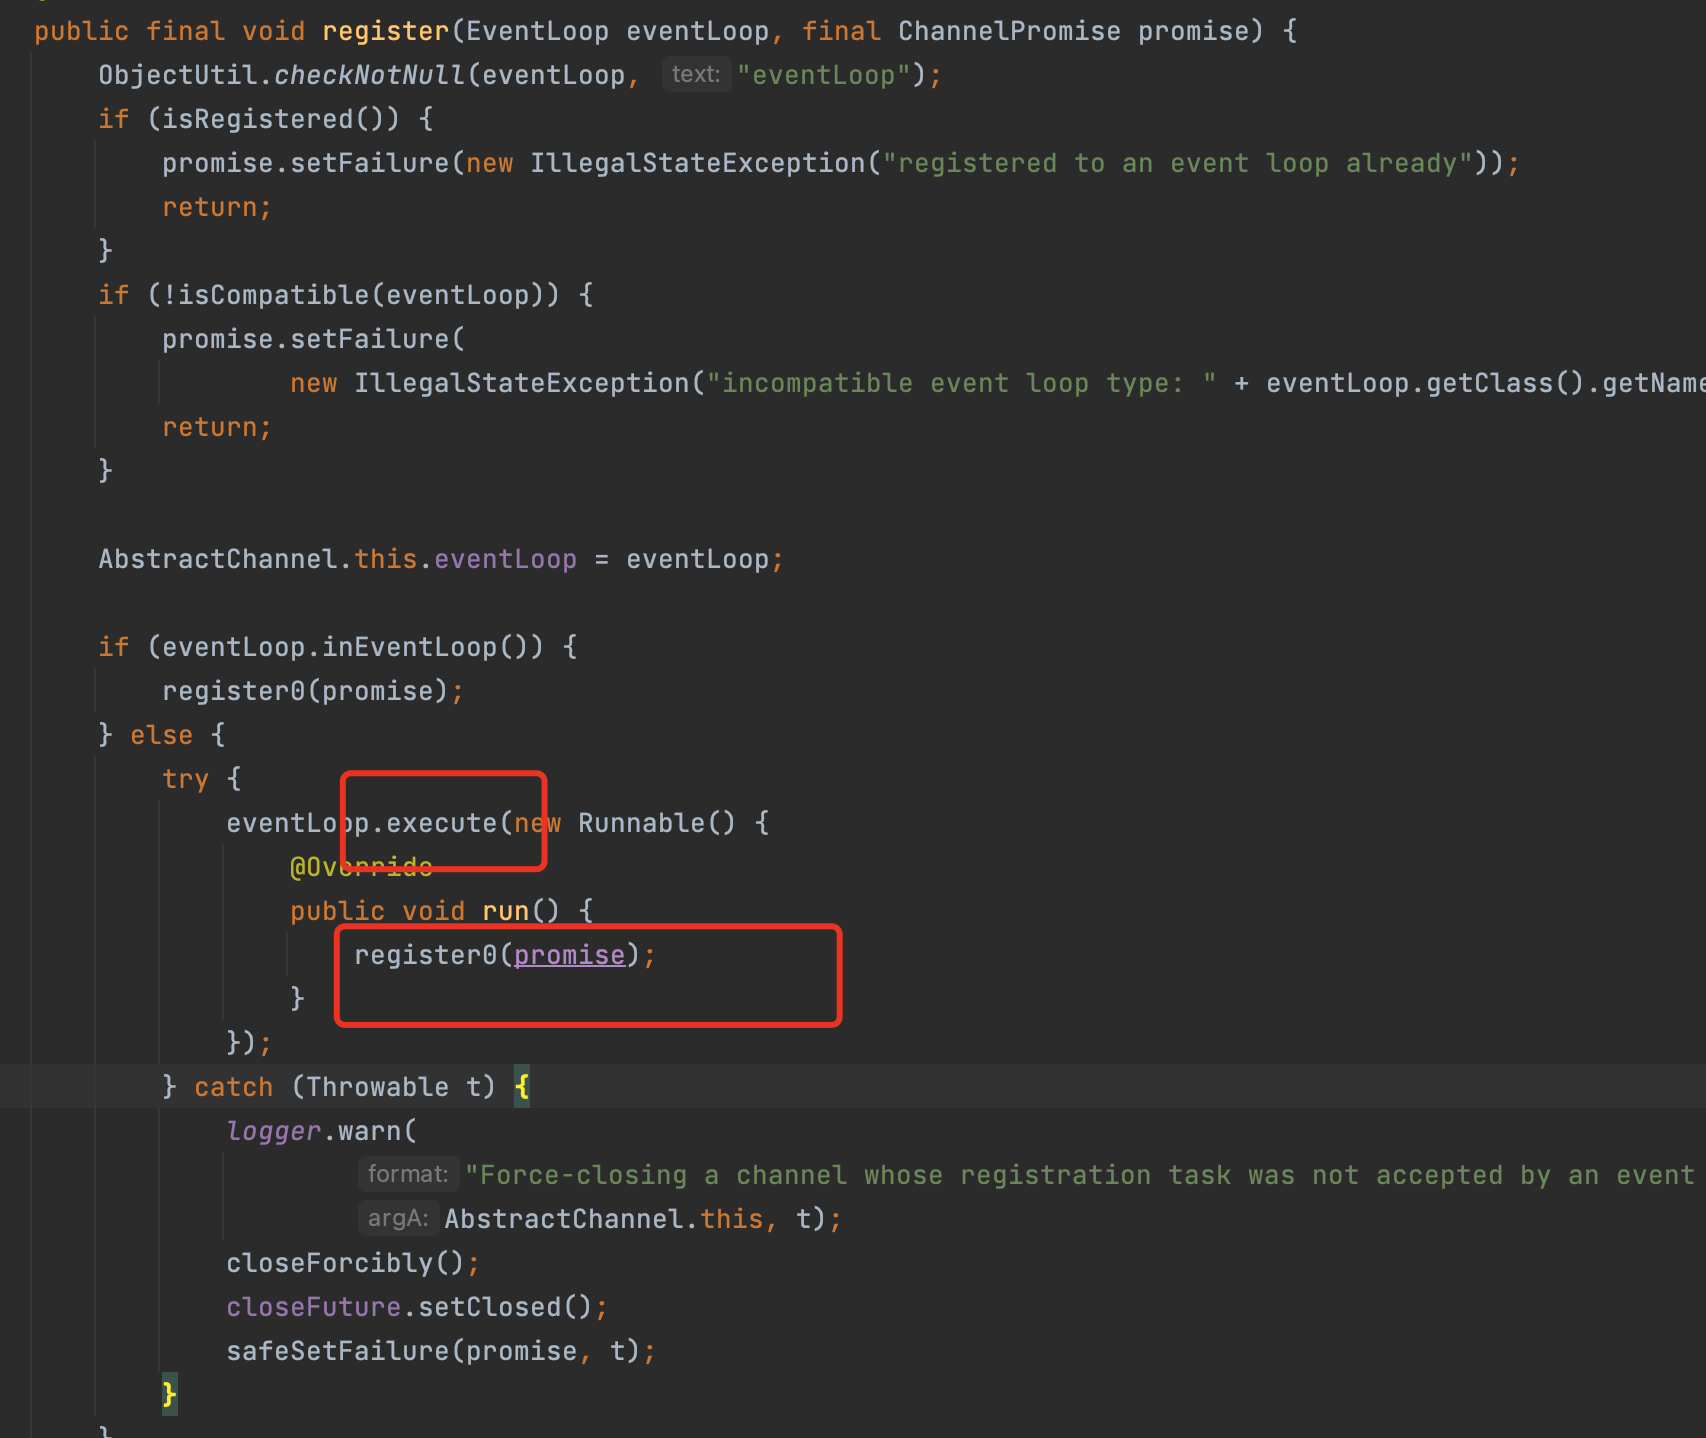 public final void register(EventLoop eventLoop, final ChannelPromise promise) {
    ObjectUtil.checkNotNull(eventLoop, text: "eventLoop");
    if (isRegistered()) {
        promise.setFailure(new IllegalStateException("registered to an event loop already"));
        return;
    }
    if (!isCompatible(eventLoop)) {
        promise.setFailure(
                new IllegalStateException("incompatible event loop type: " + eventLoop.getClass().getName
        return;
    }

    AbstractChannel.this.eventLoop = eventLoop;

    if (eventLoop.inEventLoop()) {
        register0(promise);
    } else {
        try {
            eventLoop.execute(new Runnable() {
                @Override
                public void run() {
                    register0(promise);
                }
            });
        } catch (Throwable t) {
            logger.warn(
                    format: "Force-closing a channel whose registration task was not accepted by an event
                    argA: AbstractChannel.this, t);
            closeForcibly();
            closeFuture.setClosed();
            safeSetFailure(promise, t);
        }
    }